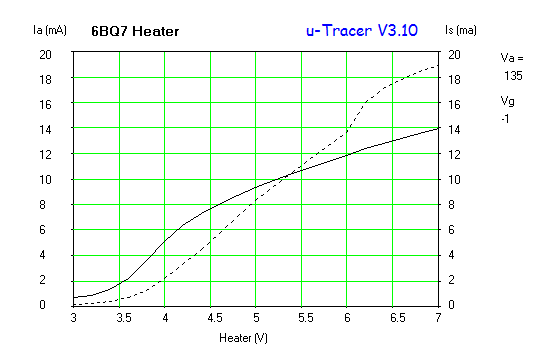 Ia (mA) 6BQ7 Heater u-Tracer V3.10 Is (ma)
20 20 Va =
18 18 135
16 16 Vg
14 14 -1
12 12
10 10
8 8
6 6
4 4
2 2
0 0
3 3.5 4 4.5 5 5.5 6 6.5 7
Heater (V)